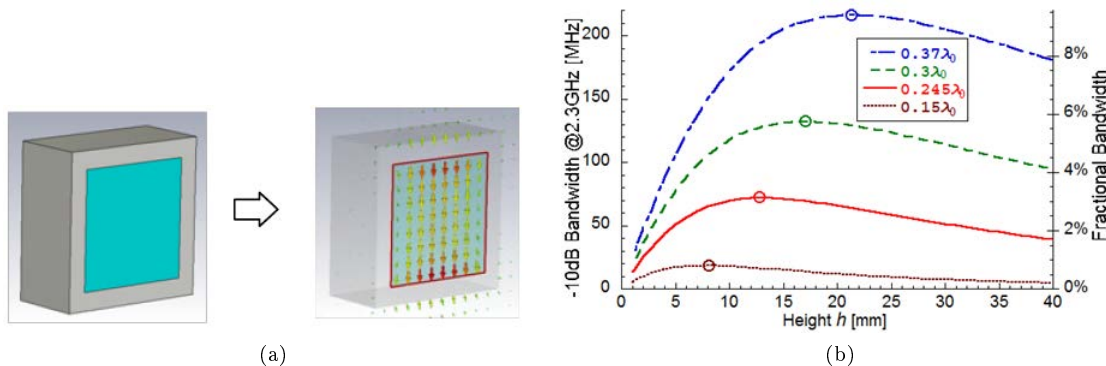 -10dB Bandwidth @2.3GHz [MHz]
200
150
100
50
0
0.37λ₀
0.3λ₀
0.245λ₀
0.15λ₀
8%
6%
4%
2%
0%
Fractional Bandwidth
0 5 10 15 20 25 30 35 40
Height h [mm]
(a) (b)